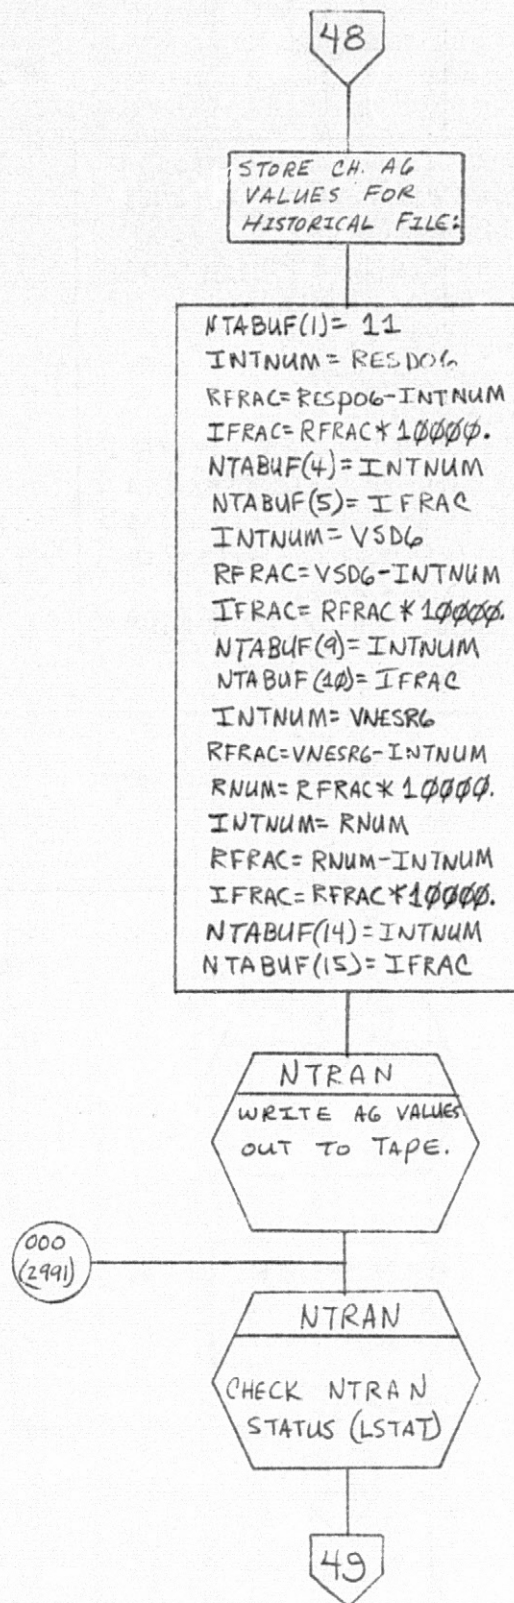 48
STORE CH. A6
VALUES FOR
HISTORICAL FILE:
NTABUF(1)= 11
INTNUM = RESDO6
RFRAC=RESDO6-INTNUM
IFRAC=RFRAC*10000.
NTABUF(4)=INTNUM
NTABUF(5)=IFRAC
INTNUM=VSD6
RFRAC=VSD6-INTNUM
IFRAC=RFRAC*10000.
NTABUF(9)=INTNUM
NTABUF(10)=IFRAC
INTNUM=VNESR6
RFRAC=VNESR6-INTNUM
RNUM=RFRAC*10000.
INTNUM=RNUM
RFRAC=RNUM-INTNUM
IFRAC=RFRAC*10000.
NTABUF(14)=INTNUM
NTABUF(15)=IFRAC
NTRAN
WRITE A6 VALUES
OUT TO TAPE.
000
(2991)
NTRAN
CHECK NTRAN
STATUS (LSTAT)
49